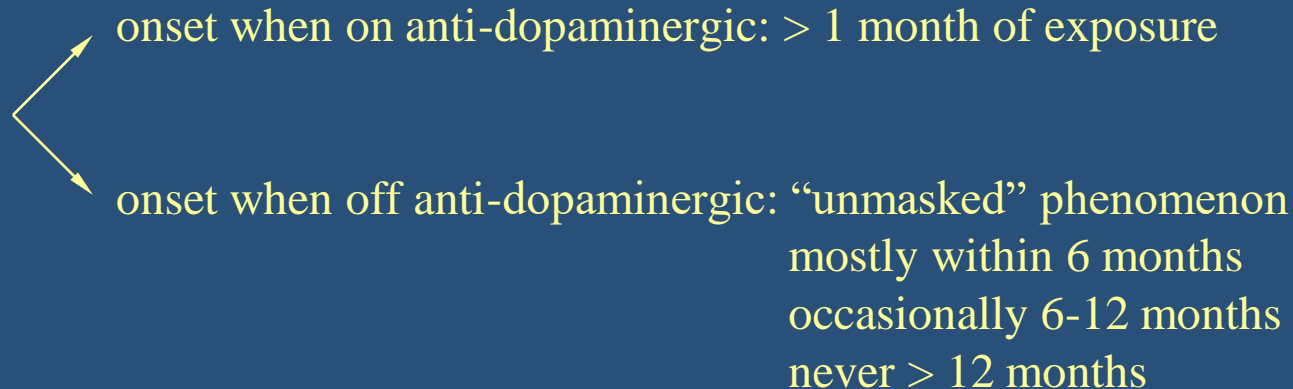 onset when on anti-dopaminergic: > 1 month of exposure
onset when off anti-dopaminergic: “unmasked” phenomenon
mostly within 6 months
occasionally 6-12 months
never > 12 months